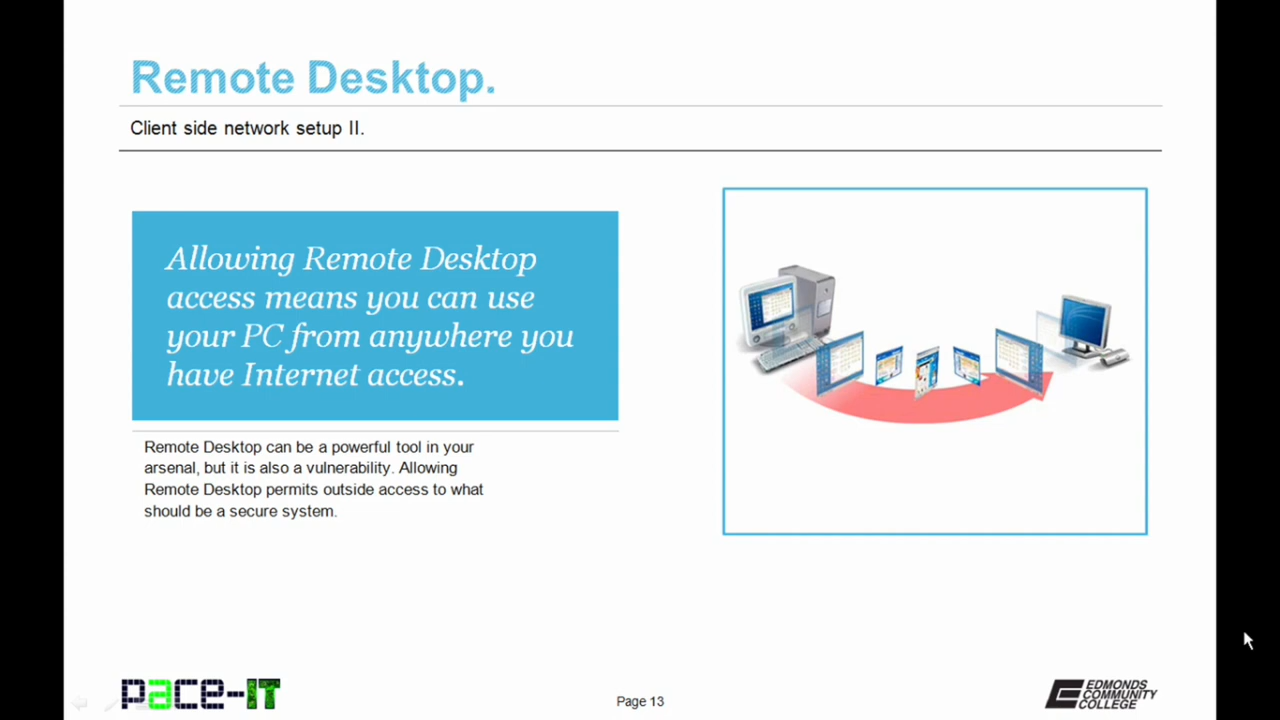 Remote Desktop.
Client side network setup II.
Allowing Remote Desktop
access means you can use
your PC from anywhere you
have Internet access.
Remote Desktop can be a powerful tool in your
arsenal, but it is also a vulnerability. Allowing
Remote Desktop permits outside access to what
should be a secure system.
pace-IT
Page 13
EDMONDS
COMMUNITY
COLLEGE